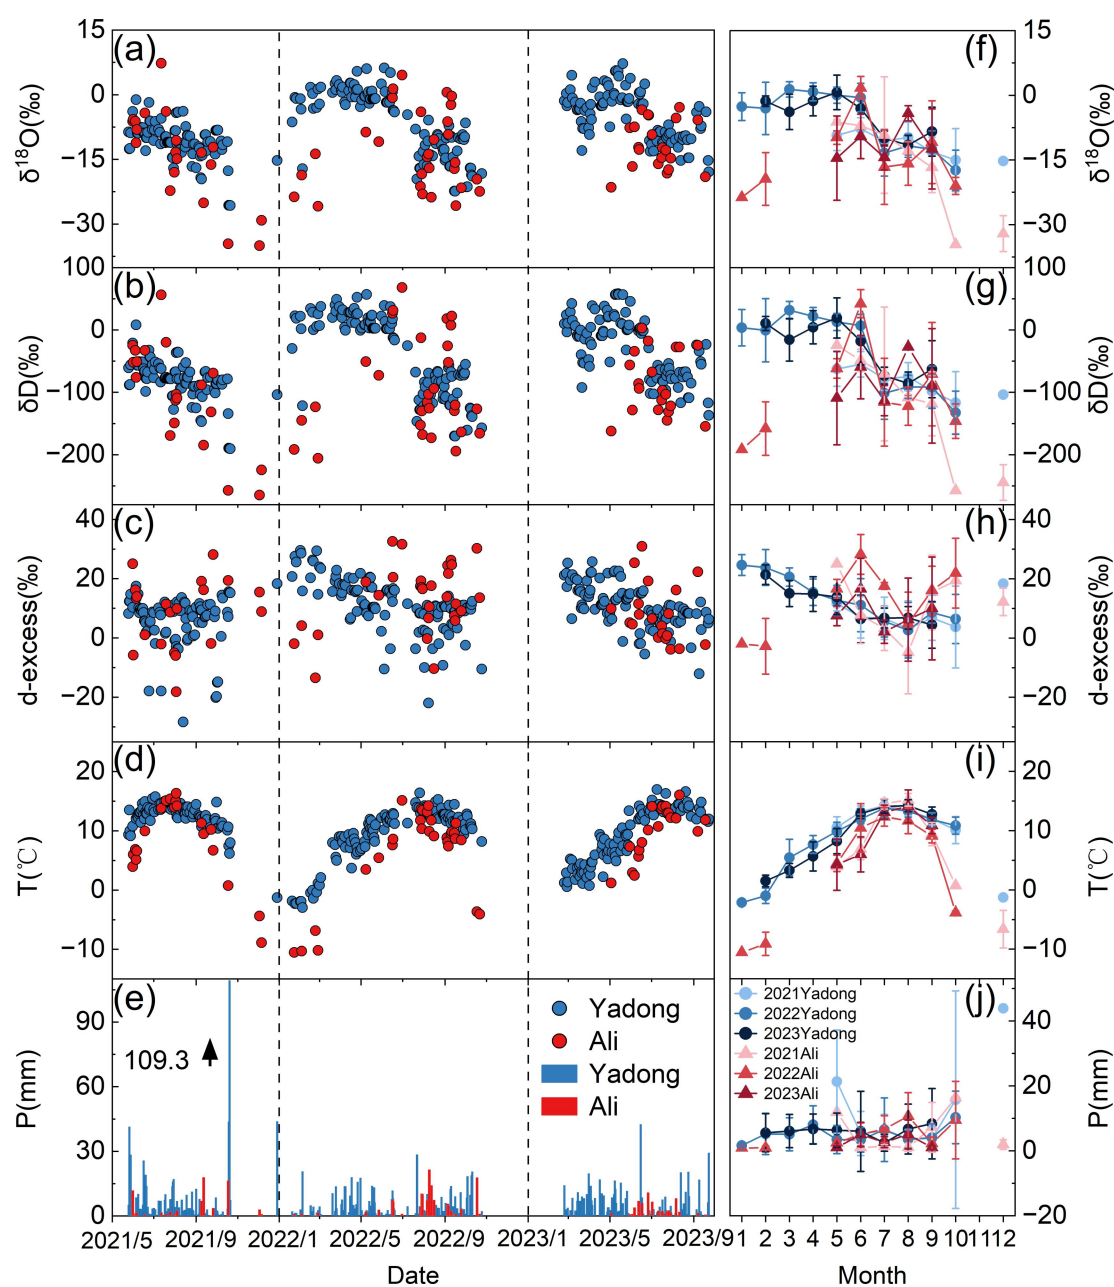 (a)
15
0
−15
−30
δ¹⁸O(‰)
(f)
15
0
−15
−30
δ¹⁸O(‰)
(b)
100
0
−100
−200
δD(‰)
(g)
100
0
−100
−200
δD(‰)
(c)
40
20
0
−20
d-excess(‰)
(h)
40
20
0
−20
d-excess(‰)
(d)
20
10
0
−10
T(℃)
(i)
20
10
0
−10
T(℃)
(e)
90
60
30
0
P(mm)
109.3
Yadong
Ali
Yadong
Ali
(j)
2021Yadong
2022Yadong
2023Yadong
2021Ali
2022Ali
2023Ali
40
20
0
−20
P(mm)
2021/5 2021/9 2022/1 2022/5 2022/9 2023/1 2023/5 2023/9
1 2 3 4 5 6 7 8 9 10 11 12
Date
Month